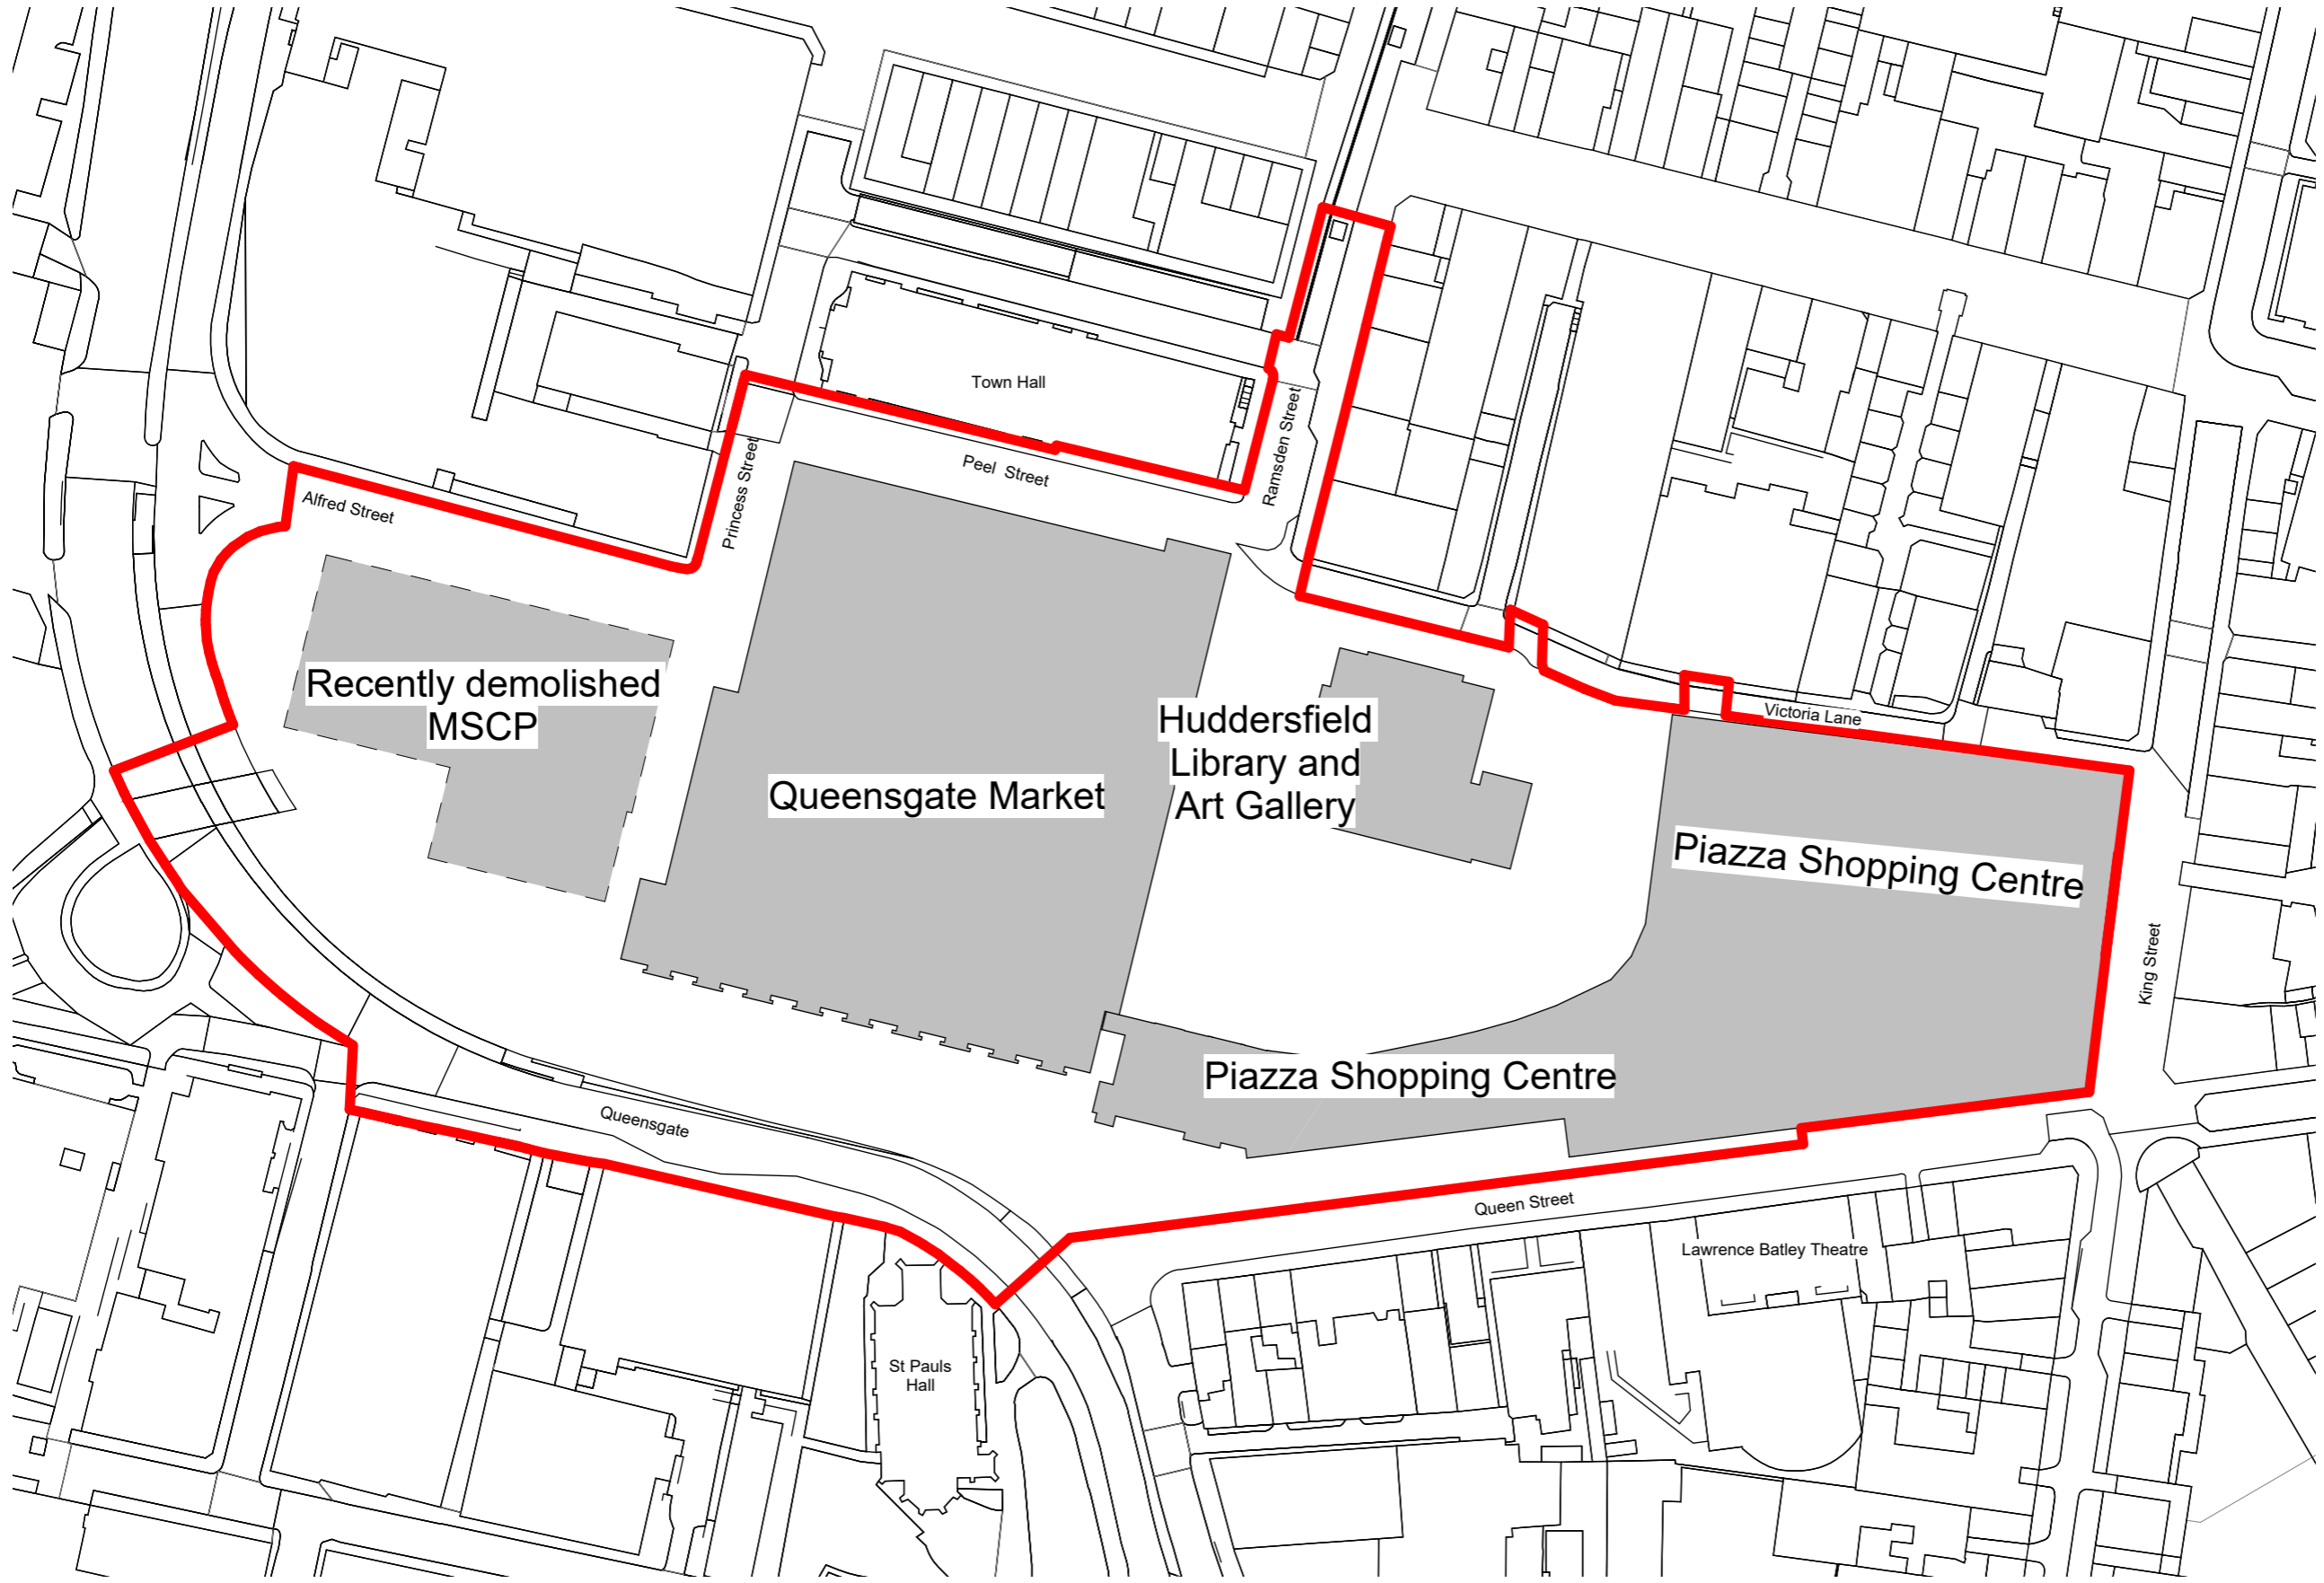 Town Hall
Peel Street
Ramsden Street
Princess Street
Alfred Street
Recently demolished
MSCP
Queensgate Market
Huddersfield
Library and
Art Gallery
Victoria Lane
Piazza Shopping Centre
King Street
Piazza Shopping Centre
Queensgate
Queen Street
Lawrence Batley Theatre
St Pauls
Hall